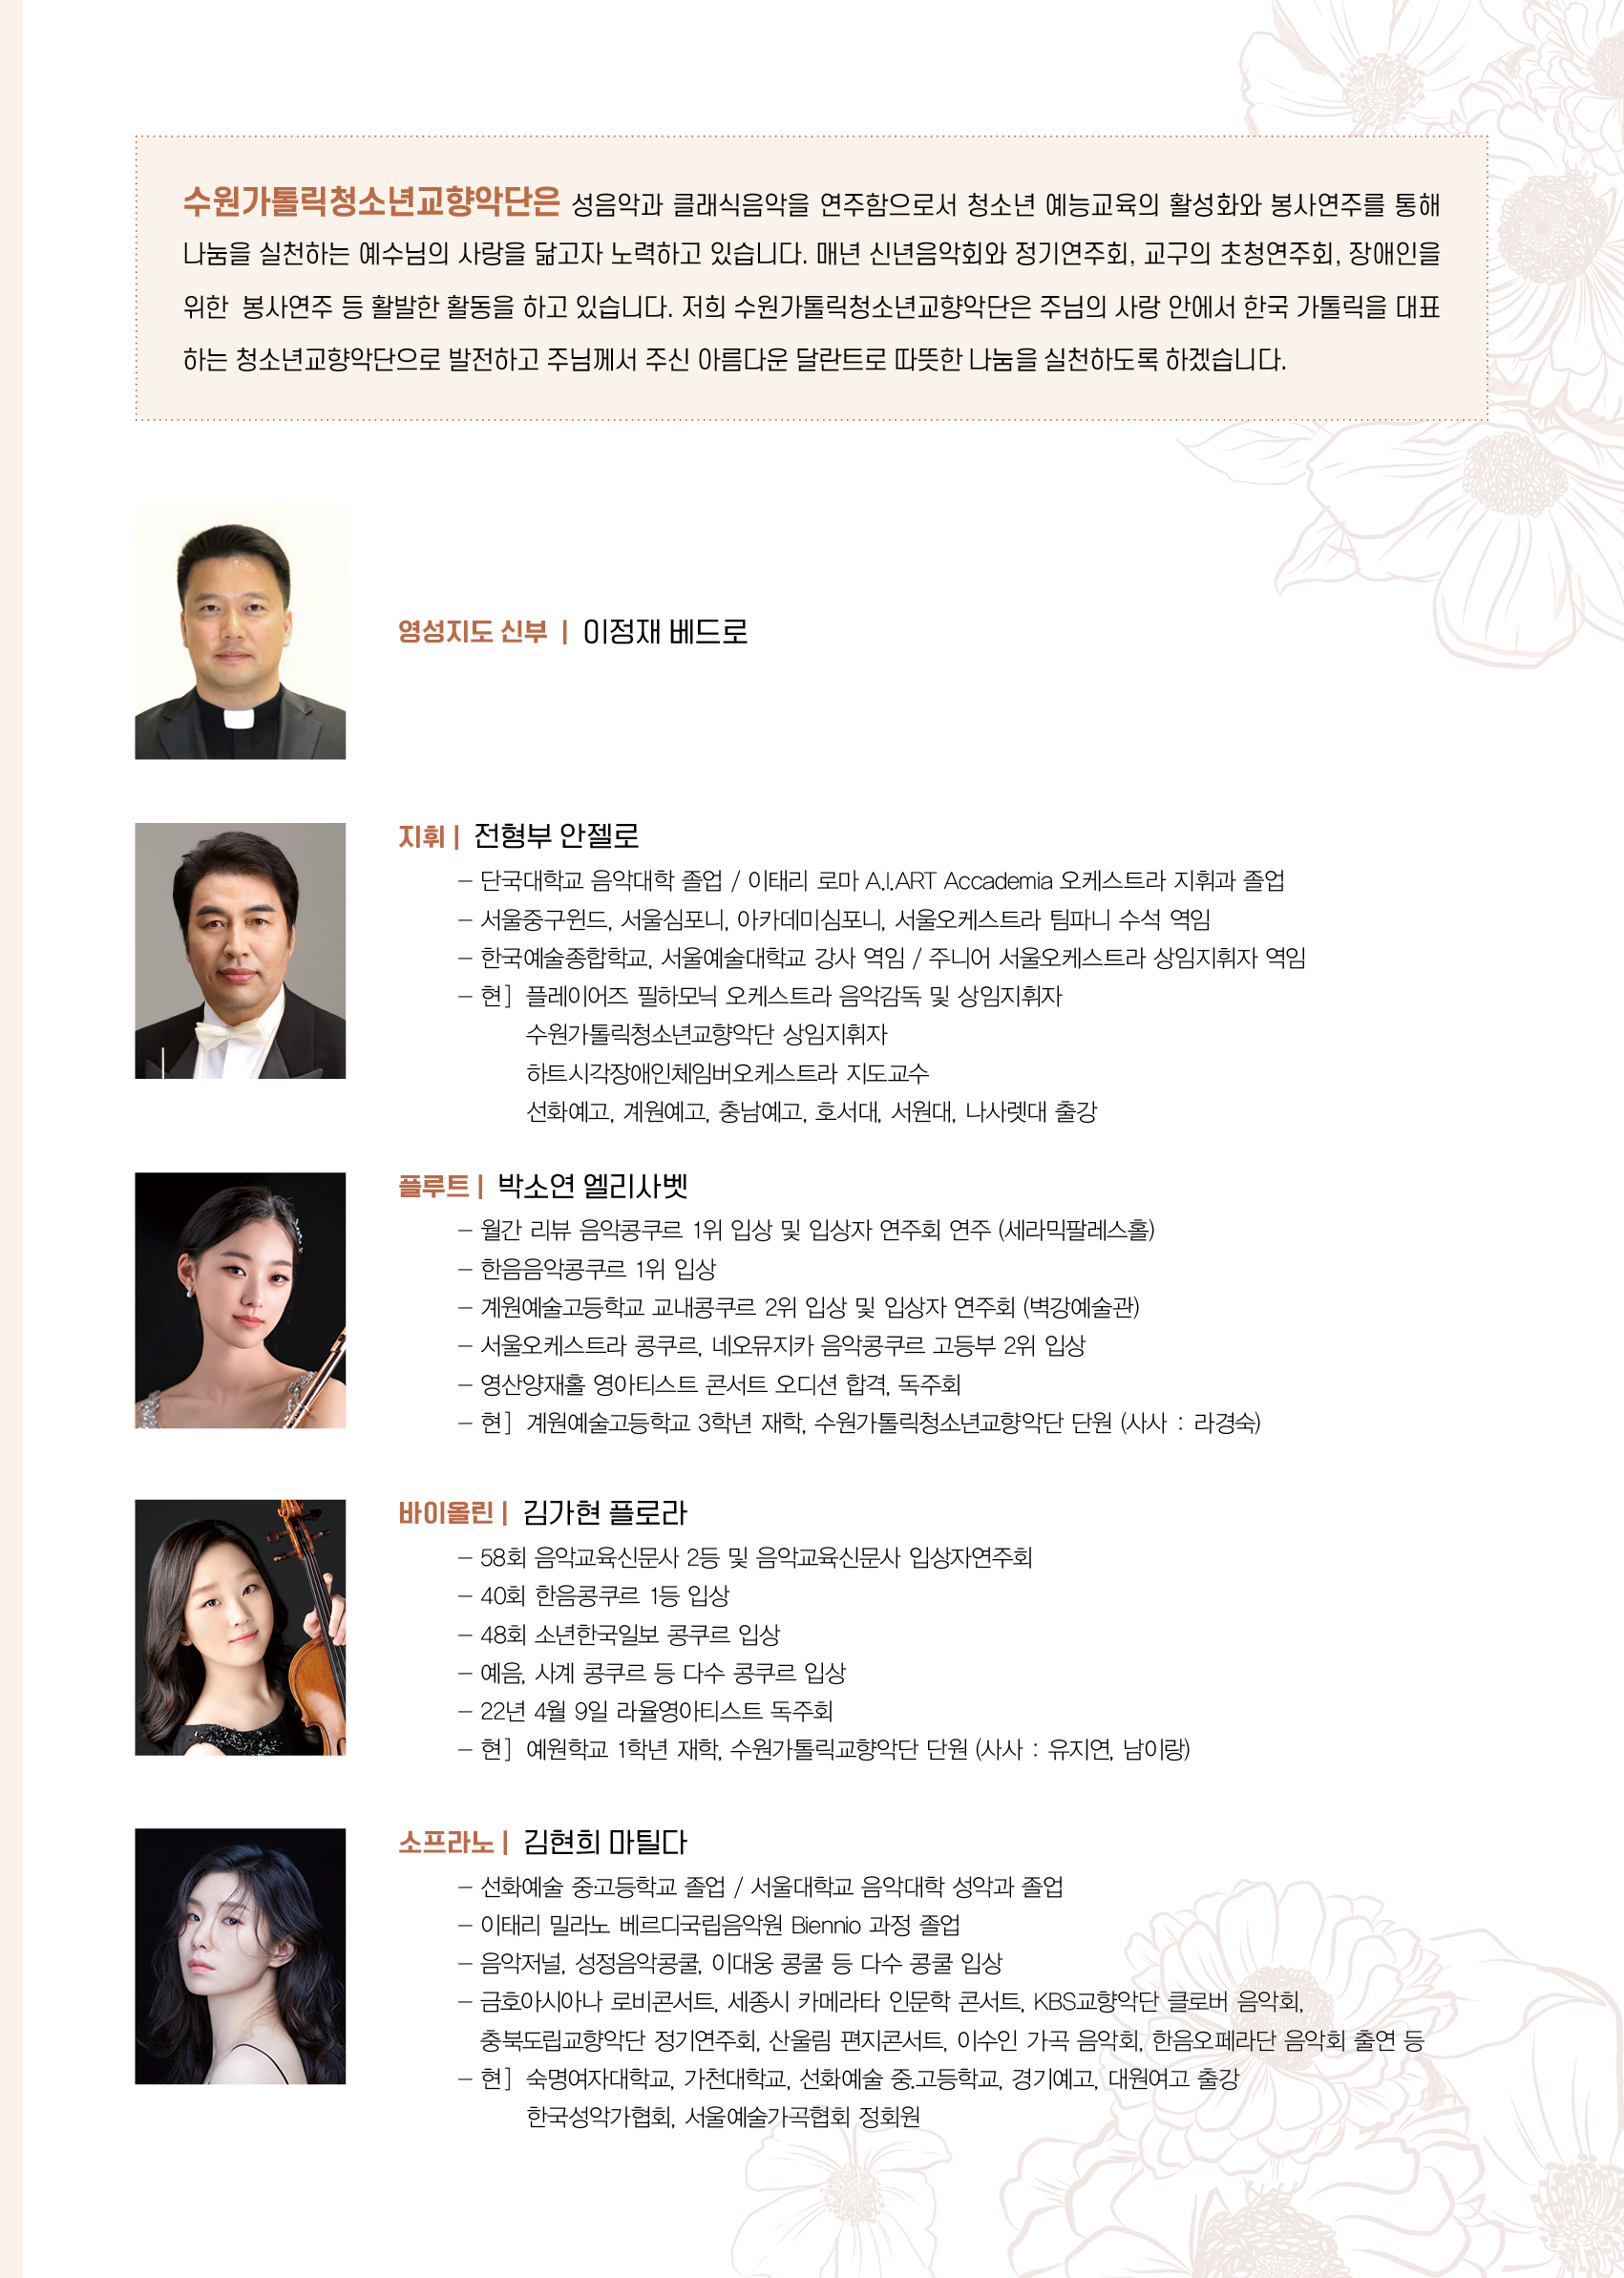 수원가톨릭청소년교향악단은 성음악과 클래식음악을 연주함으로서 청소년 예능교육의 활성화와 봉사연주를 통해
나눔을 실천하는 예수님의 사랑을 닮고자 노력하고 있습니다. 매년 신년음악회와 정기연주회, 교구의 초청연주회, 장애인을
위한 봉사연주 등 활발한 활동을 하고 있습니다. 저희 수원가톨릭청소년교향악단은 주님의 사랑 안에서 한국 가톨릭을 대표
하는 청소년교향악단으로 발전하고 주님께서 주신 아름다운 달란트로 따뜻한 나눔을 실천하도록 하겠습니다.
영성지도 신부 | 이정재 베드로
지휘 | 전형부 안젤로
– 단국대학교 음악대학 졸업 / 이태리 로마 A.I.ART Accademia 오케스트라 지휘과 졸업
– 서울중구윈드, 서울심포니, 아카데미심포니, 서울오케스트라 팀파니 수석 역임
– 한국예술종합학교, 서울예술대학교 강사 역임 / 주니어 서울오케스트라 상임지휘자 역임
– 현] 플레이어즈 필하모닉 오케스트라 음악감독 및 상임지휘자
수원가톨릭청소년교향악단 상임지휘자
하트시각장애인체임버오케스트라 지도교수
선화예고, 계원예고, 충남예고, 호서대, 서원대, 나사렛대 출강
플루트 | 박소연 엘리사벳
– 월간 리뷰 음악콩쿠르 1위 입상 및 입상자 연주회 연주 (세라믹팔레스홀)
– 한음음악콩쿠르 1위 입상
– 계원예술고등학교 교내콩쿠르 2위 입상 및 입상자 연주회 (벽강예술관)
– 서울오케스트라 콩쿠르, 네오뮤지카 음악콩쿠르 고등부 2위 입상
– 영산양재홀 영아티스트 콘서트 오디션 합격, 독주회
– 현] 계원예술고등학교 3학년 재학, 수원가톨릭청소년교향악단 단원 (사사 : 라경숙)
바이올린 | 김가현 플로라
– 58회 음악교육신문사 2등 및 음악교육신문사 입상자연주회
– 40회 한음콩쿠르 1등 입상
– 48회 소년한국일보 콩쿠르 입상
– 예음, 사계 콩쿠르 등 다수 콩쿠르 입상
– 22년 4월 9일 라율영아티스트 독주회
– 현] 예원학교 1학년 재학, 수원가톨릭교향악단 단원 (사사 : 유지연, 남이랑)
소프라노 | 김현희 마틸다
– 선화예술 중·고등학교 졸업 / 서울대학교 음악대학 성악과 졸업
– 이태리 밀라노 베르디국립음악원 Biennio 과정 졸업
– 음악저널, 성정음악콩쿨, 이대웅 콩쿨 등 다수 콩쿨 입상
– 금호아시아나 로비콘서트, 세종시 카메라타 인문학 콘서트, KBS교향악단 클로버 음악회,
충북도립교향악단 정기연주회, 산울림 편지콘서트, 이수인 가곡 음악회, 한음오페라단 음악회 출연 등
– 현] 숙명여자대학교, 가천대학교, 선화예술 중.고등학교, 경기예고, 대원여고 출강
한국성악가협회, 서울예술가곡협회 정회원